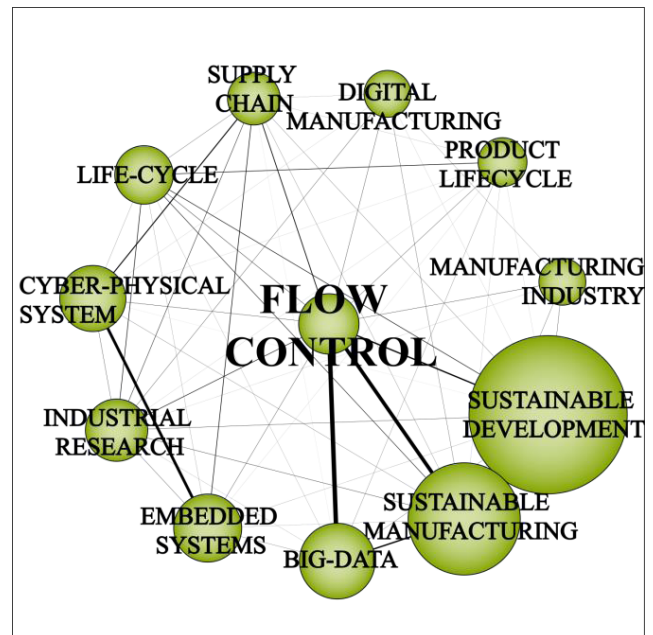 SUPPLY
CHAIN
DIGITAL
MANUFACTURING
PRODUCT
LIFECYCLE
LIFE-CYCLE
MANUFACTURING
INDUSTRY
CYBER-PHYSICAL
SYSTEM
FLOW
CONTROL
SUSTAINABLE
DEVELOPMENT
INDUSTRIAL
RESEARCH
SUSTAINABLE
MANUFACTURING
EMBEDDED
SYSTEMS
BIG-DATA